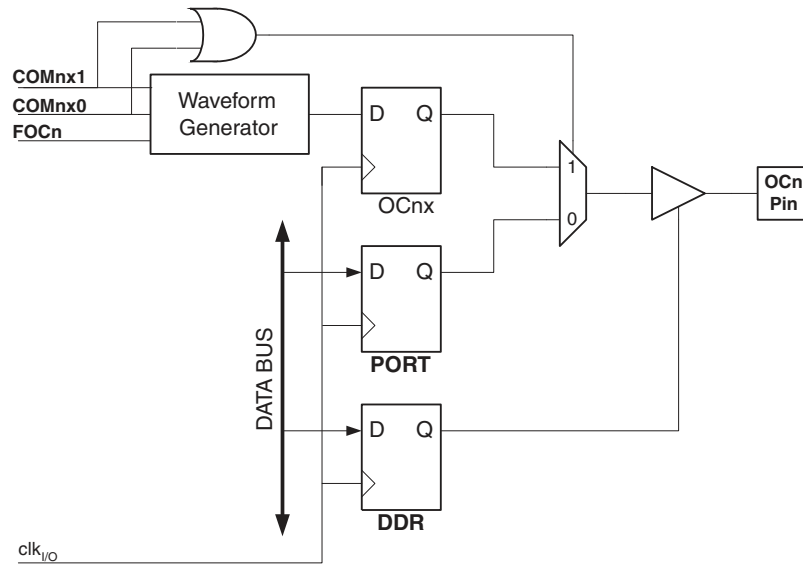 COMnx1
COMnx0
FOCn
Waveform
Generator
D Q
OCnx
1
0
OCn
Pin
D Q
PORT
DATA BUS
D Q
DDR
clkI/O